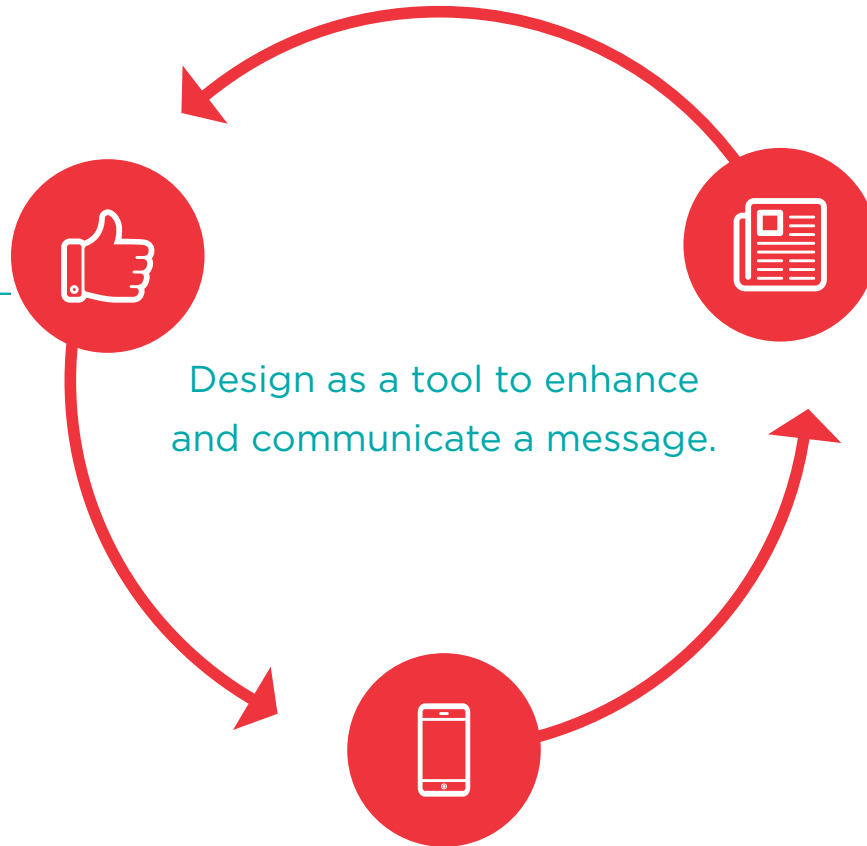 Design as a tool to enhance
and communicate a message.